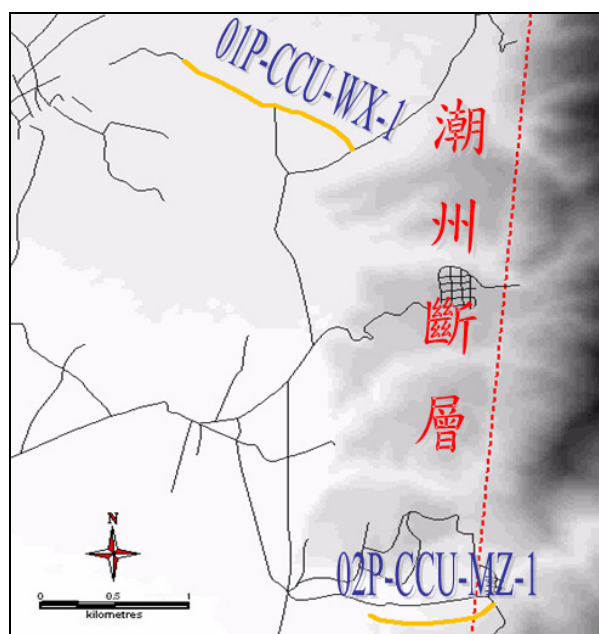 01P-CCU-WX-1
潮州斷層
02P-CCU-MZ-1
N
0 0.5 1
kilometres